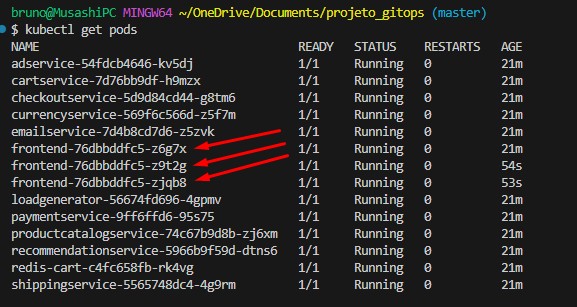 bruno@MusashiPC MINGW64 ~/OneDrive/Documents/projeto_gitops (master)
$ kubectl get pods
NAME READY STATUS RESTARTS AGE
adservice-54fdcb4646-kv5dj 1/1 Running 0 21m
cartservice-7d76bb9df-h9mzx 1/1 Running 0 21m
checkoutservice-5d9d84cd44-g8tm6 1/1 Running 0 21m
currencyservice-569f6c566d-z5f7m 1/1 Running 0 21m
emailservice-7d4b8cd7d6-z5zvk 1/1 Running 0 21m
frontend-76dbbddfc5-z6g7x 1/1 Running 0 21m
frontend-76dbbddfc5-z9t2g 1/1 Running 0 54s
frontend-76dbbddfc5-zjqb8 1/1 Running 0 53s
loadgenerator-56674fd696-4gpmv 1/1 Running 0 21m
paymentservice-9ff6ffd6-95s75 1/1 Running 0 21m
productcatalogservice-74c67b9d8b-zj6xm 1/1 Running 0 21m
recommendationservice-5966b9f59d-dtns6 1/1 Running 0 21m
redis-cart-c4fc658fb-rk4vg 1/1 Running 0 21m
shippingservice-5565748dc4-4g9rm 1/1 Running 0 21m